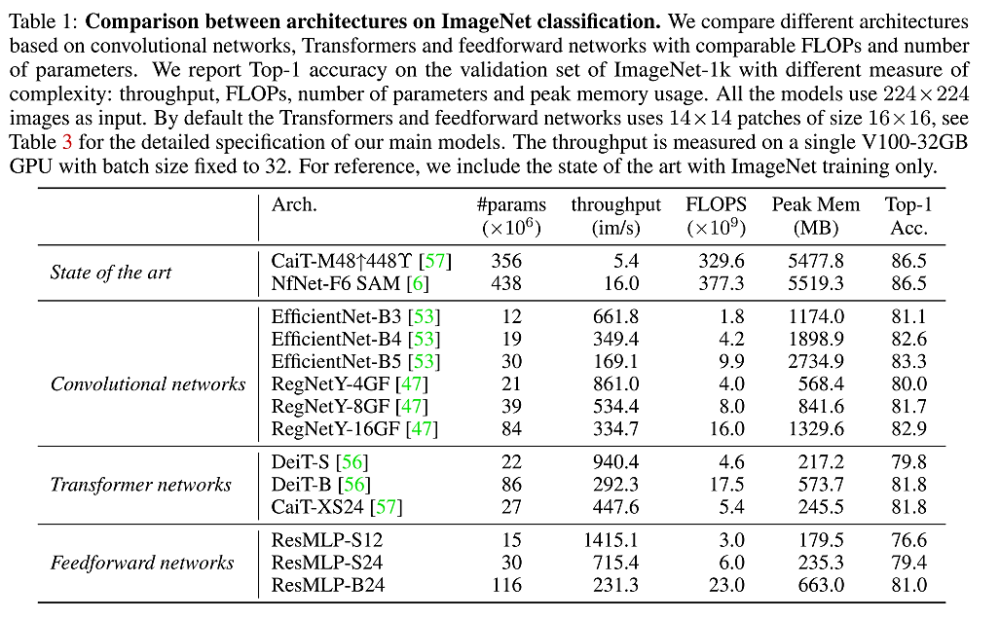 Table 1: Comparison between architectures on ImageNet classification. We compare different architectures
based on convolutional networks, Transformers and feedforward networks with comparable FLOPs and number
of parameters. We report Top-1 accuracy on the validation set of ImageNet-1k with different measure of
complexity: throughput, FLOPs, number of parameters and peak memory usage. All the models use 224×224
images as input. By default the Transformers and feedforward networks uses 14×14 patches of size 16×16, see
Table 3 for the detailed specification of our main models. The throughput is measured on a single V100-32GB
GPU with batch size fixed to 32. For reference, we include the state of the art with ImageNet training only.
Arch. #params throughput FLOPS Peak Mem Top-1
(×10⁶) (im/s) (×10⁹) (MB) Acc.
State of the art
CaiT-M48↑448ϒ [57] 356 5.4 329.6 5477.8 86.5
NfNet-F6 SAM [6] 438 16.0 377.3 5519.3 86.5
Convolutional networks
EfficientNet-B3 [53] 12 661.8 1.8 1174.0 81.1
EfficientNet-B4 [53] 19 349.4 4.2 1898.9 82.6
EfficientNet-B5 [53] 30 169.1 9.9 2734.9 83.3
RegNetY-4GF [47] 21 861.0 4.0 568.4 80.0
RegNetY-8GF [47] 39 534.4 8.0 841.6 81.7
RegNetY-16GF [47] 84 334.7 16.0 1329.6 82.9
Transformer networks
DeiT-S [56] 22 940.4 4.6 217.2 79.8
DeiT-B [56] 86 292.3 17.5 573.7 81.8
CaiT-XS24 [57] 27 447.6 5.4 245.5 81.8
Feedforward networks
ResMLP-S12 15 1415.1 3.0 179.5 76.6
ResMLP-S24 30 715.4 6.0 235.3 79.4
ResMLP-B24 116 231.3 23.0 663.0 81.0